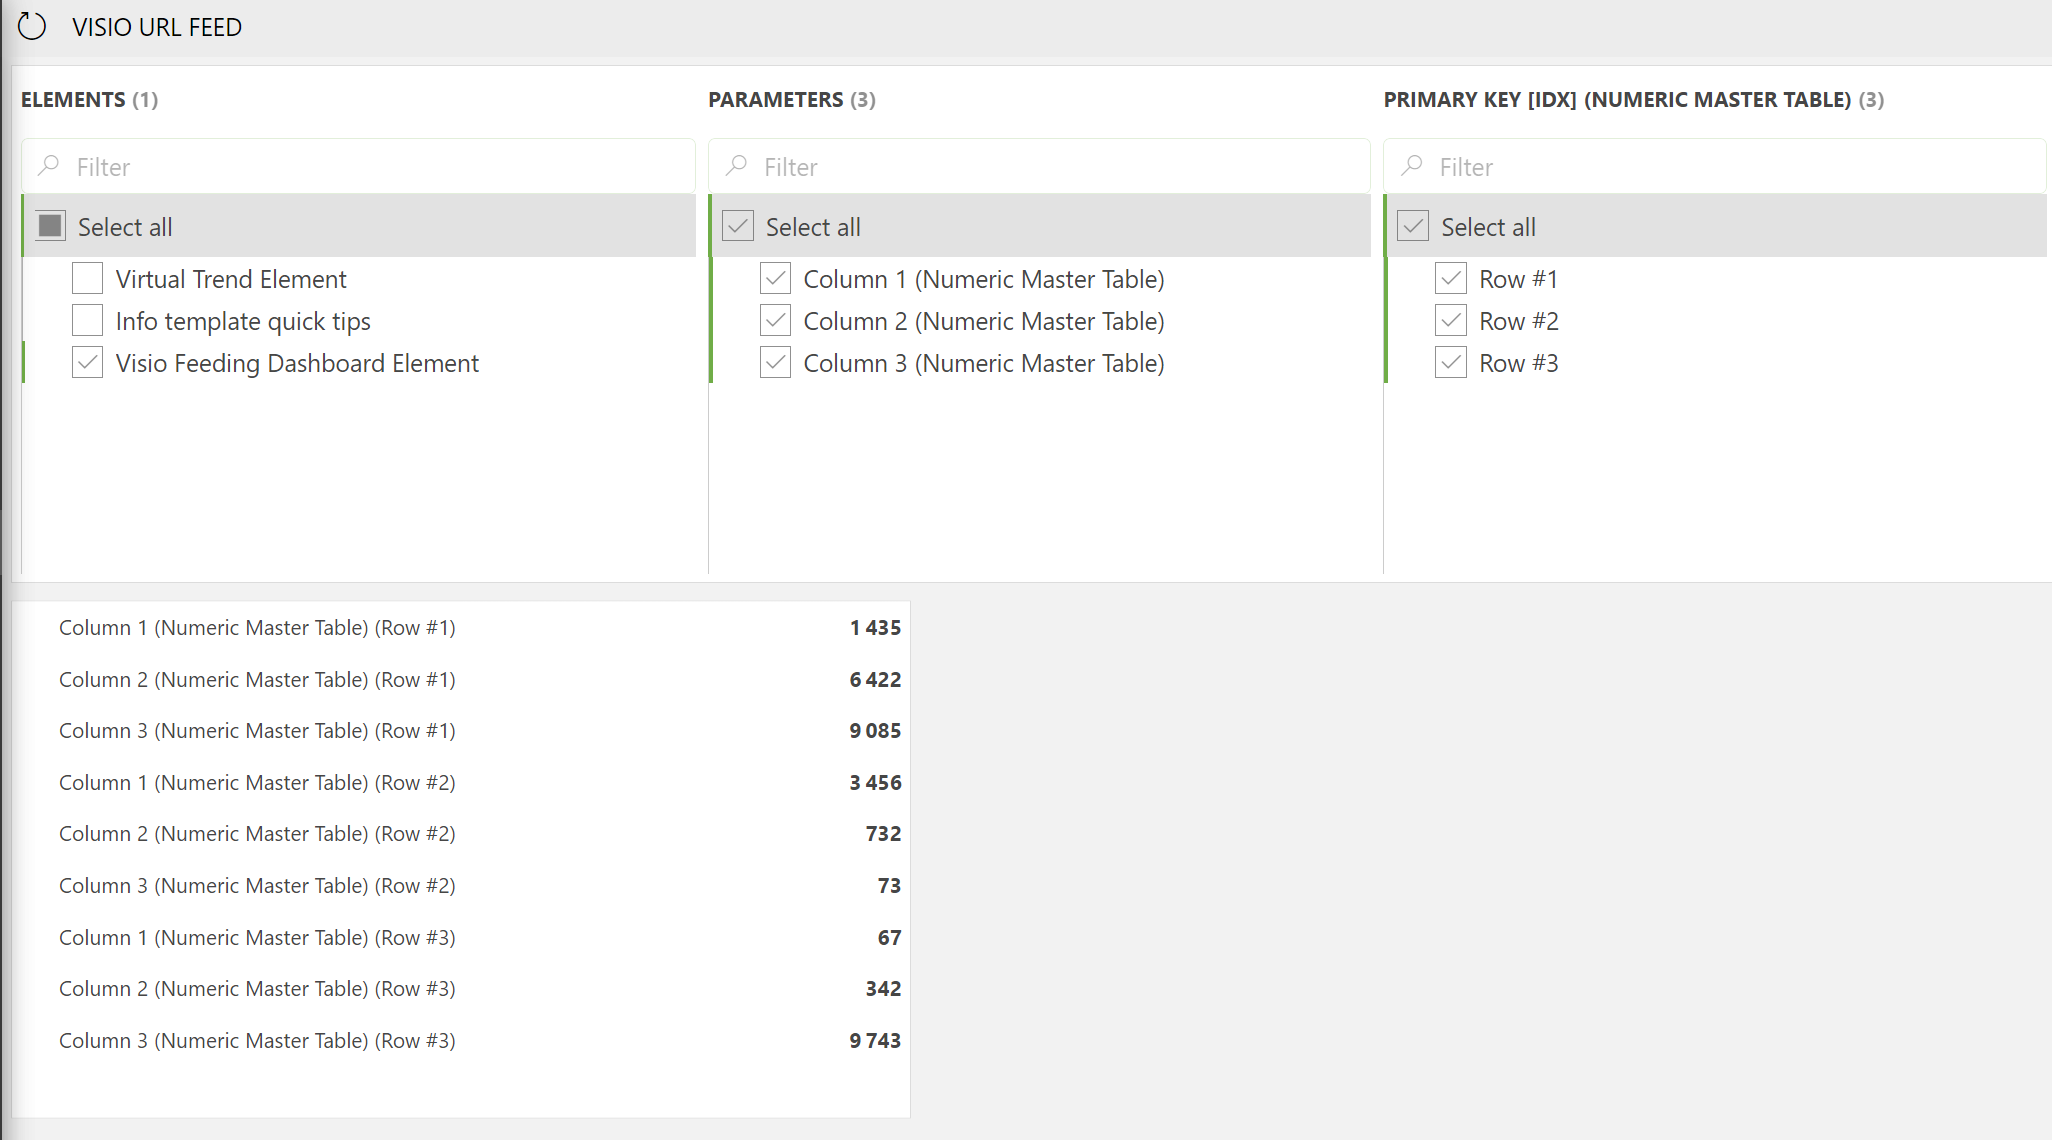 VISIO URL FEED
ELEMENTS (1)
Filter
Select all
Virtual Trend Element
Info template quick tips
Visio Feeding Dashboard Element
PARAMETERS (3)
Filter
Select all
Column 1 (Numeric Master Table)
Column 2 (Numeric Master Table)
Column 3 (Numeric Master Table)
PRIMARY KEY [IDX] (NUMERIC MASTER TABLE) (3)
Filter
Select all
Row #1
Row #2
Row #3
Column 1 (Numeric Master Table) (Row #1) 1 435
Column 2 (Numeric Master Table) (Row #1) 6 422
Column 3 (Numeric Master Table) (Row #1) 9 085
Column 1 (Numeric Master Table) (Row #2) 3 456
Column 2 (Numeric Master Table) (Row #2) 732
Column 3 (Numeric Master Table) (Row #2) 73
Column 1 (Numeric Master Table) (Row #3) 67
Column 2 (Numeric Master Table) (Row #3) 342
Column 3 (Numeric Master Table) (Row #3) 9 743